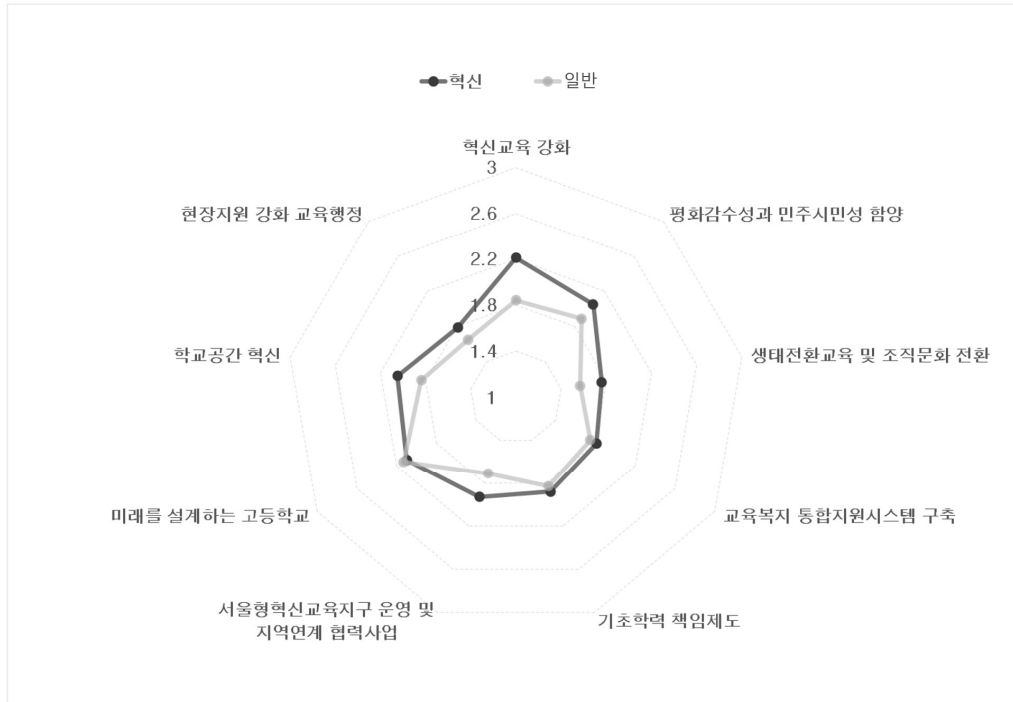 혁신 일반
혁신교육 강화
3
현장지원 강화 교육행정
평화감수성과 민주시민성 함양
2.6
2.2
1.8
학교공간 혁신
생태전환교육 및 조직문화 전환
1.4
1
미래를 설계하는 고등학교
교육복지 통합지원시스템 구축
서울형혁신교육지구 운영 및
지역연계 협력사업
기초학력 책임제도